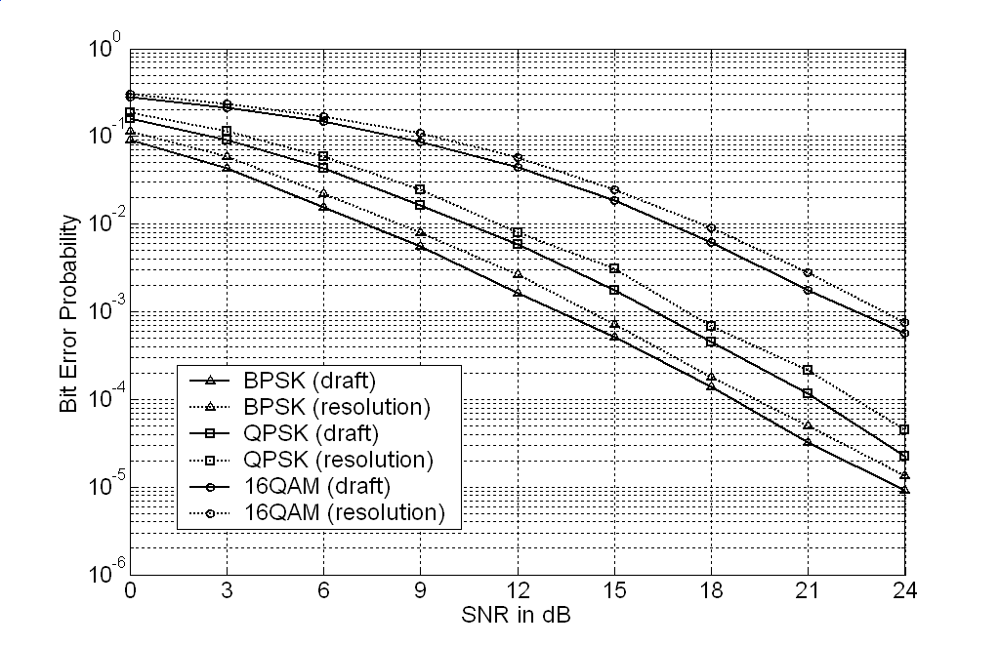 10^0
10^-1
10^-2
10^-3
10^-4
10^-5
10^-6
Bit Error Probability
BPSK (draft)
BPSK (resolution)
QPSK (draft)
QPSK (resolution)
16QAM (draft)
16QAM (resolution)
0 3 6 9 12 15 18 21 24
SNR in dB